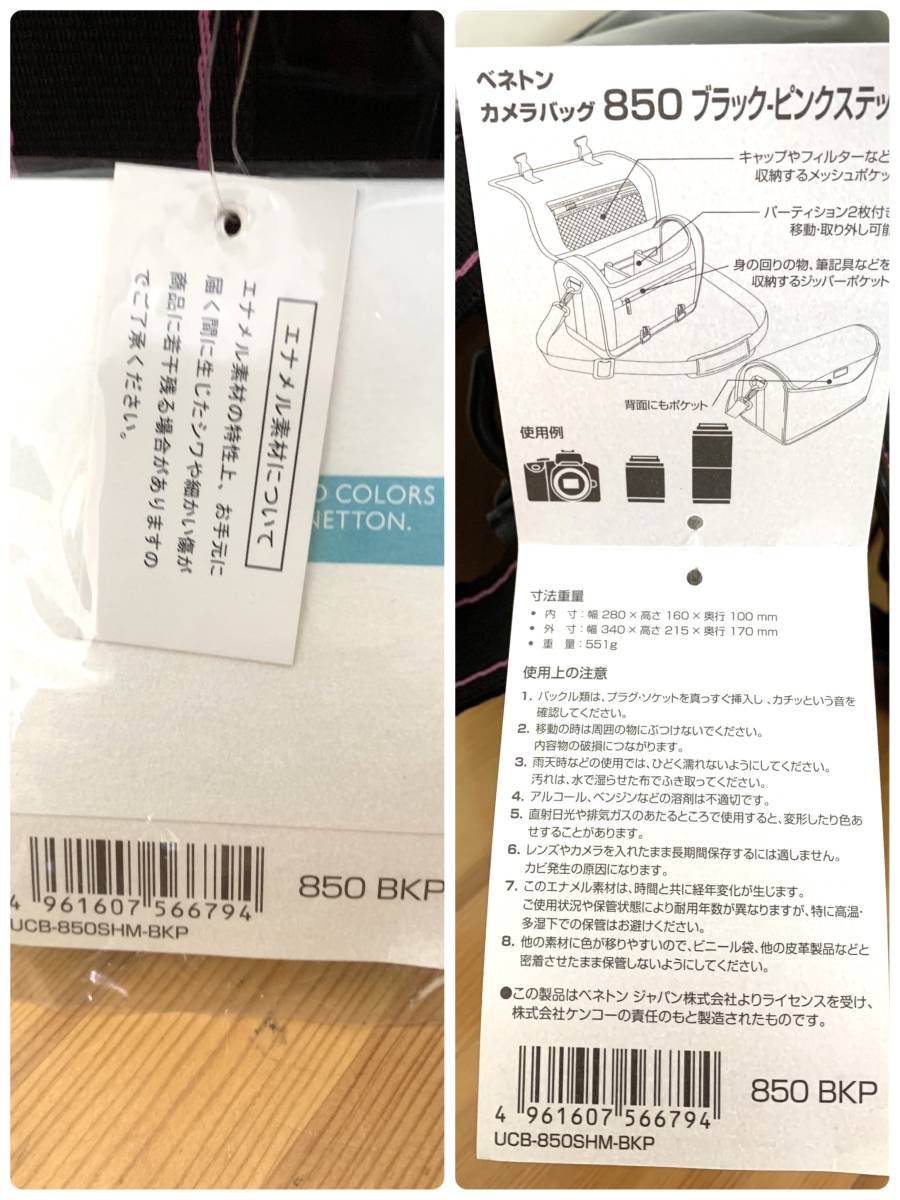 エナメル素材について
エナメル素材の特性上、お手元に
届く間に生じたシワや細かい傷が
商品に若干残る場合がありますの
でご了承ください。
COLORS
NETTON.
4 961607 566794
850 BKP
UCB-850SHM-BKP
ベネトン
カメラバッグ 850 ブラック-ピンクステッ
キャップやフィルターなど
収納するメッシュポケッ
パーティション2枚付き
移動・取り外し可能
身の回りの物、筆記具などを
収納するジッパーポケット
背面にもポケット
使用例
寸法重量
• 内 寸：幅 280×高さ 160×奥行 100 mm
• 外 寸：幅 340×高さ 215×奥行 170 mm
• 重 量：551g
使用上の注意
1. バックル類は、プラグ・ソケットを真っすぐ挿入し、カチッという音を
確認してください。
2. 移動の時は周囲の物にぶつけないでください。
内容物の破損につながります。
3. 雨天時などの使用では、ひどく濡れないようにしてください。
汚れは、水で湿らせた布でふき取ってください。
4. アルコール、ベンジンなどの溶剤は不適切です。
5. 直射日光や排気ガスのあたるところで使用すると、変形したり色あ
せすることがあります。
6. レンズやカメラを入れたまま長期間保存するには適しません。
カビ発生の原因になります。
7. このエナメル素材は、時間と共に経年変化が生じます。
ご使用状況や保管状態により耐用年数が異なりますが、特に高温・
多湿下での保管はお避けください。
8. 他の素材に色が移りやすいので、ビニール袋、他の皮革製品などと
密着させたまま保管しないようにしてください。
●この製品はベネトン ジャパン株式会社よりライセンスを受け、
株式会社ケンコーの責任のもと製造されたものです。
4 961607 566794
850 BKP
UCB-850SHM-BKP